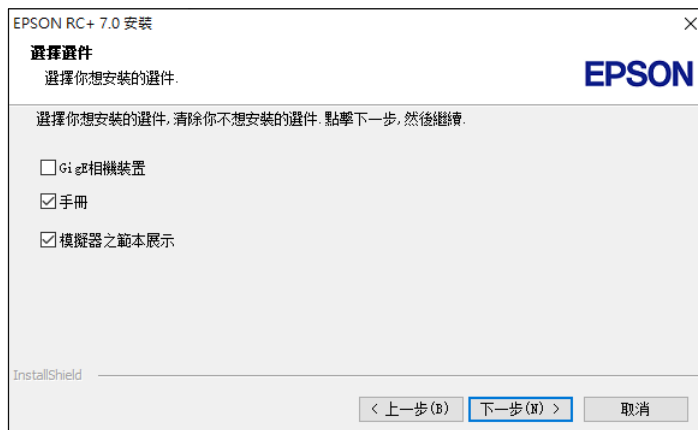 EPSON RC+ 7.0 安裝
選擇選件
選擇你想安裝的選件.
EPSON
選擇你想安裝的選件,清除你不想安裝的選件.點擊下一步,然後繼續.
GigE相機裝置
手冊
模擬器之範本展示
InstallShield
< 上一步(B)
下一步(N) >
取消